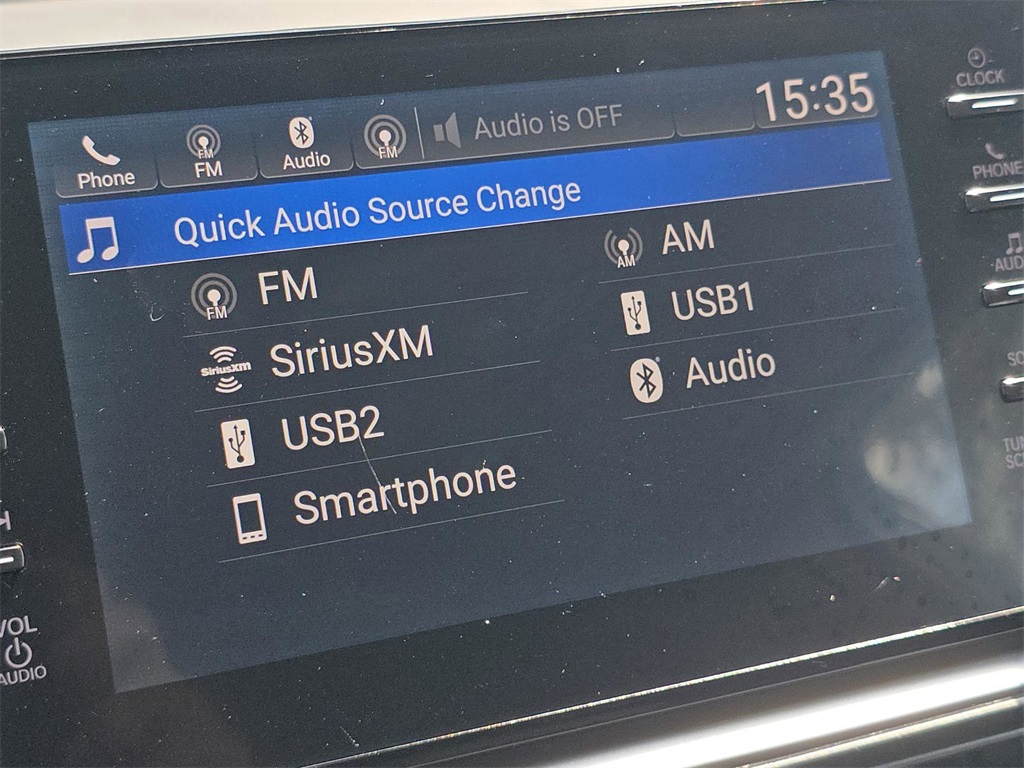 CLOCK
15:35
Phone
FM
FM
Audio
FM
Audio is OFF
PHONE
Quick Audio Source Change
FM
FM
AM
AM
SiriusXM
SiriusXM
USB1
USB2
Audio
Smartphone
VOL
AUDIO